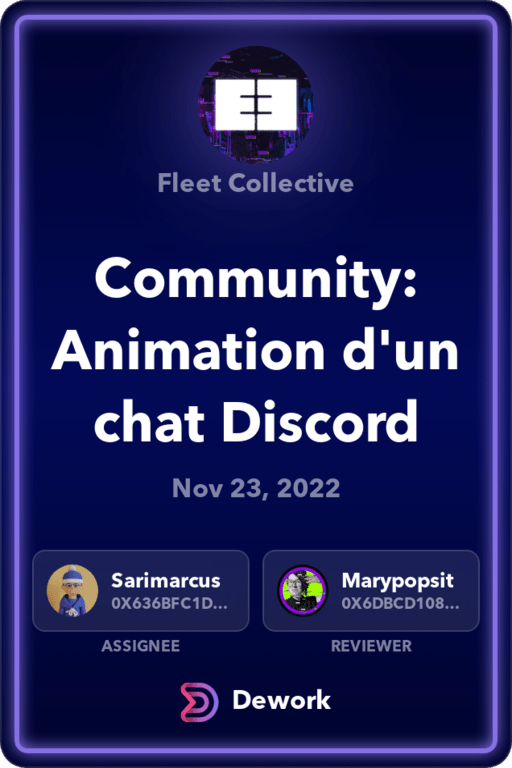 Fleet Collective
Community:
Animation d'un
chat Discord
Nov 23, 2022
Sarimarcus
0X636BFC1D...
ASSIGNEE
Marypopsit
0X6DBCD108...
REVIEWER
Dework